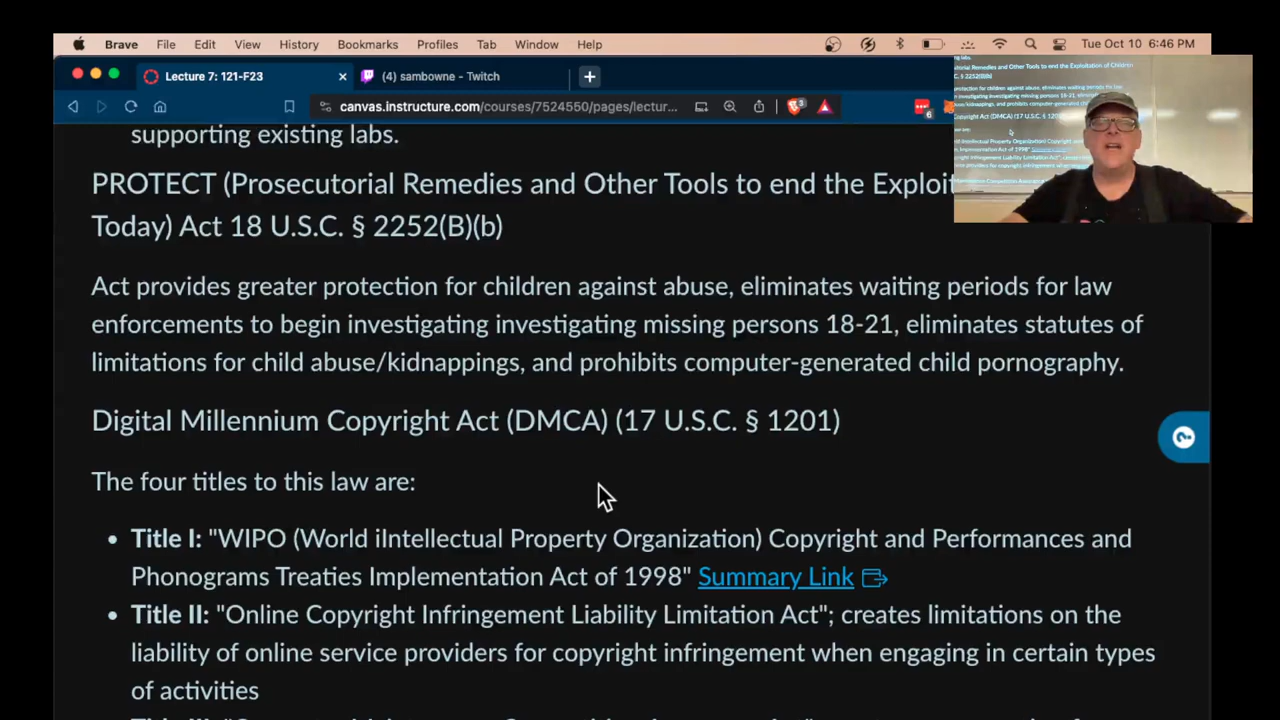 Brave File Edit View History Bookmarks Profiles Tab Window Help Tue Oct 10 6:46 PM
Lecture 7: 121-F23 (4) sambowne - Twitch
canvas.instructure.com/courses/7524550/pages/lectur...
supporting existing labs.
PROTECT (Prosecutorial Remedies and Other Tools to end the Exploit
Today) Act 18 U.S.C. § 2252(B)(b)
Act provides greater protection for children against abuse, eliminates waiting periods for law
enforcements to begin investigating investigating missing persons 18-21, eliminates statutes of
limitations for child abuse/kidnappings, and prohibits computer-generated child pornography.
Digital Millennium Copyright Act (DMCA) (17 U.S.C. § 1201)
The four titles to this law are:
• Title I: "WIPO (World iIntellectual Property Organization) Copyright and Performances and
Phonograms Treaties Implementation Act of 1998" Summary Link
• Title II: "Online Copyright Infringement Liability Limitation Act"; creates limitations on the
liability of online service providers for copyright infringement when engaging in certain types
of activities